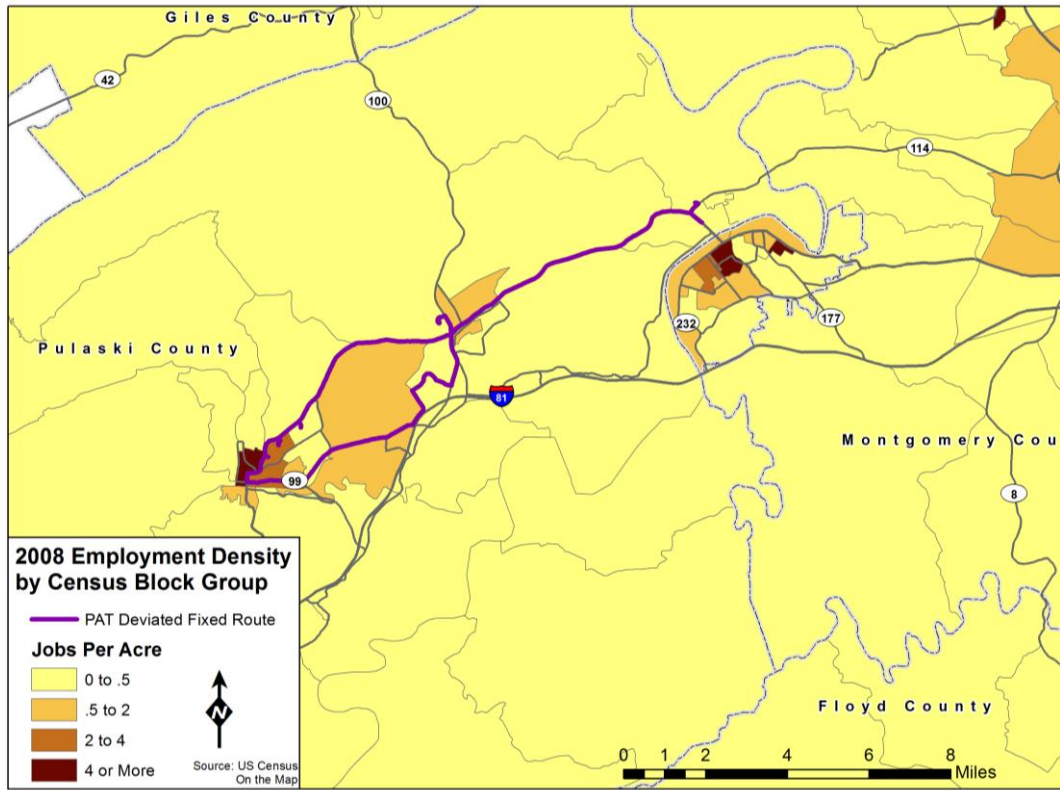 Giles County
42
100
114
232
177
Pulaski County
81
Montgomery Cou
99
8
2008 Employment Density
by Census Block Group
PAT Deviated Fixed Route
Jobs Per Acre
0 to .5
.5 to 2
2 to 4
4 or More
N
Source: US Census
On the Map
Floyd County
0 1 2 4 6 8
Miles